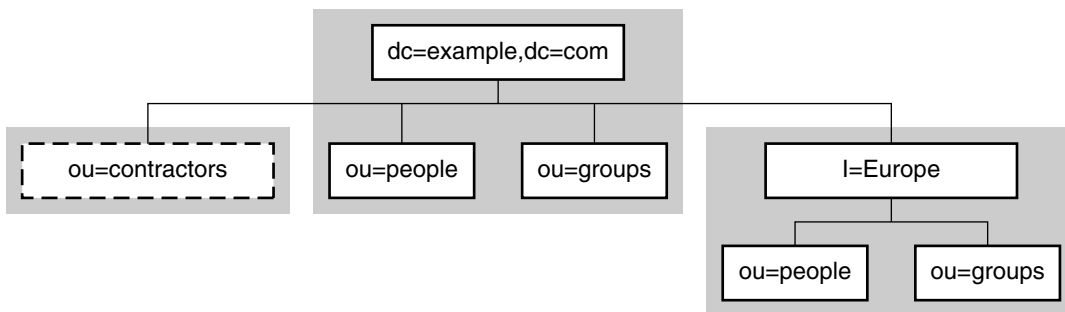 dc=example,dc=com
ou=contractors
ou=people
ou=groups
l=Europe
ou=people
ou=groups